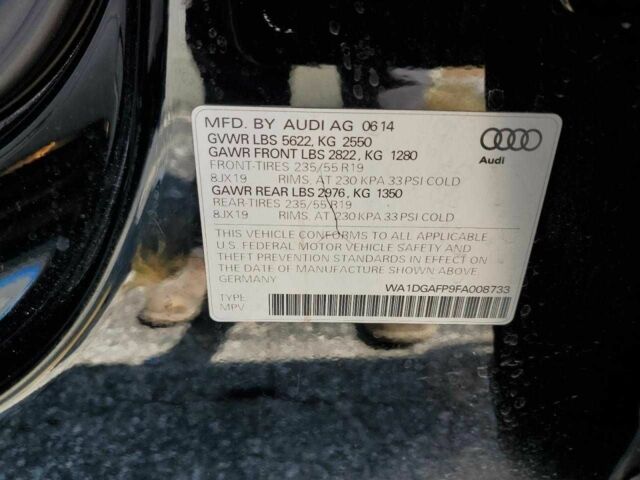 MFD. BY AUDI AG 06 14
GVWR LBS 5622, KG 2550
GAWR FRONT LBS 2822, KG 1280
FRONT-TIRES 235/55 R19
8JX19 RIMS, AT 230 KPA 33 PSI COLD
GAWR REAR LBS 2976, KG 1350
REAR-TIRES 235/55 R19
8JX19 RIMS, AT 230 KPA 33 PSI COLD
THIS VEHICLE CONFORMS TO ALL APPLICABLE
U.S. FEDERAL MOTOR VEHICLE SAFETY AND
THEFT PREVENTION STANDARDS IN EFFECT ON
THE DATE OF MANUFACTURE SHOWN ABOVE
GERMANY
Audi
WA1DGAFP9FA008733
TYPE
MPV